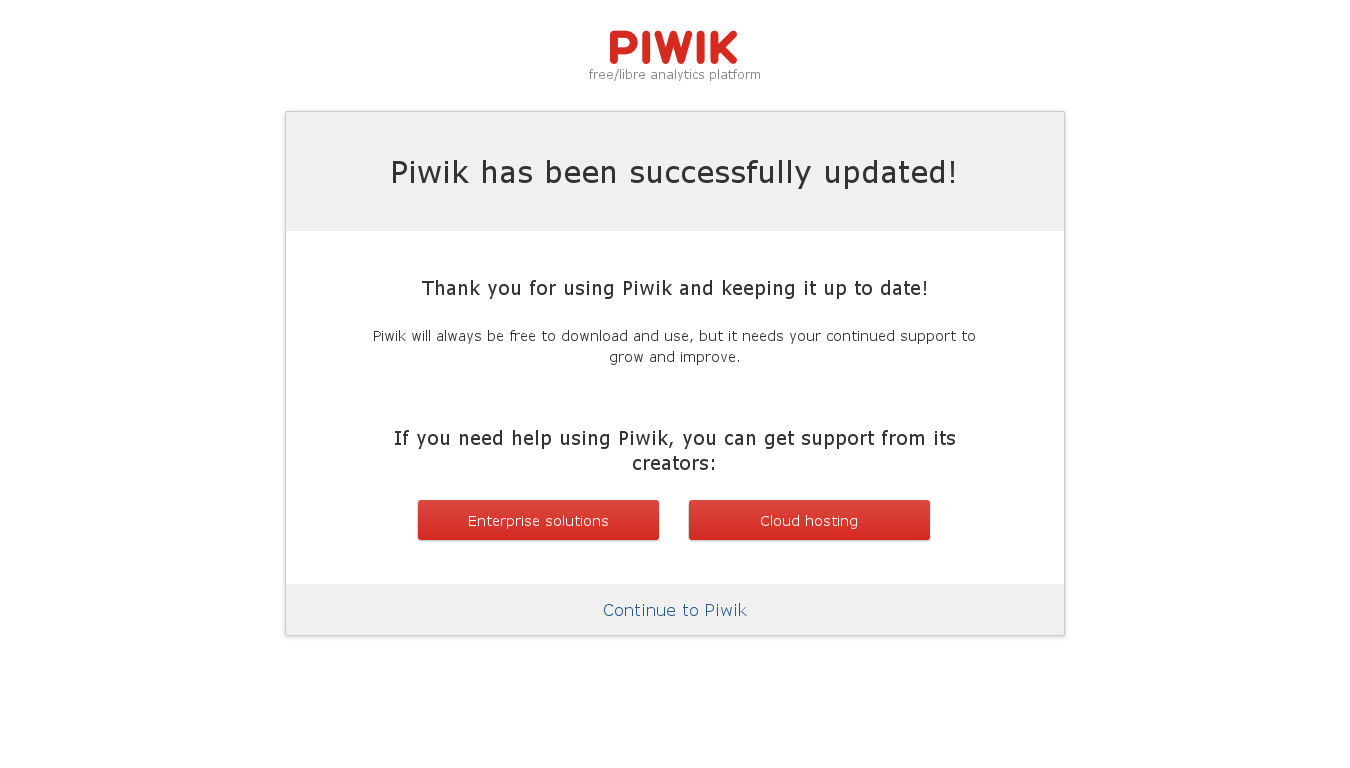 PIWIK
free/libre analytics platform
Piwik has been successfully updated!
Thank you for using Piwik and keeping it up to date!
Piwik will always be free to download and use, but it needs your continued support to
grow and improve.
If you need help using Piwik, you can get support from its
creators:
Enterprise solutions
Cloud hosting
Continue to Piwik